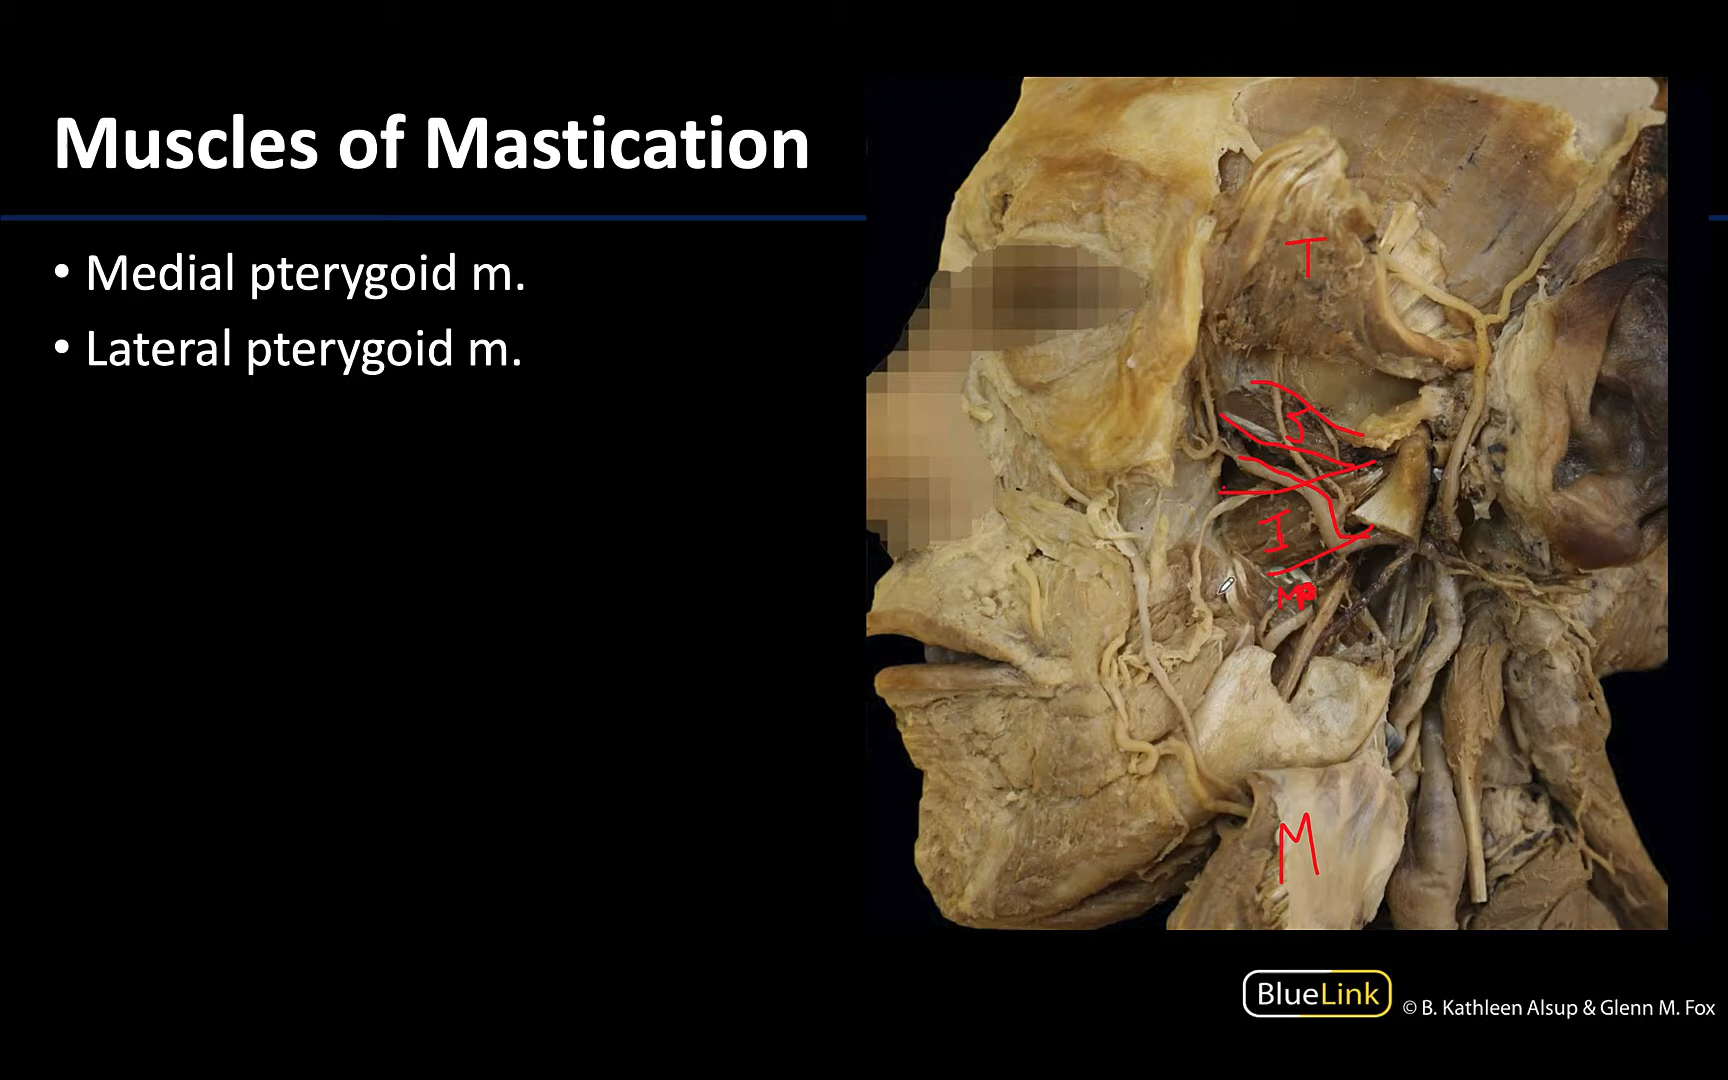 Muscles of Mastication
• Medial pterygoid m.
• Lateral pterygoid m.
T
I
MP
M
BlueLink
© B. Kathleen Alsup & Glenn M. Fox